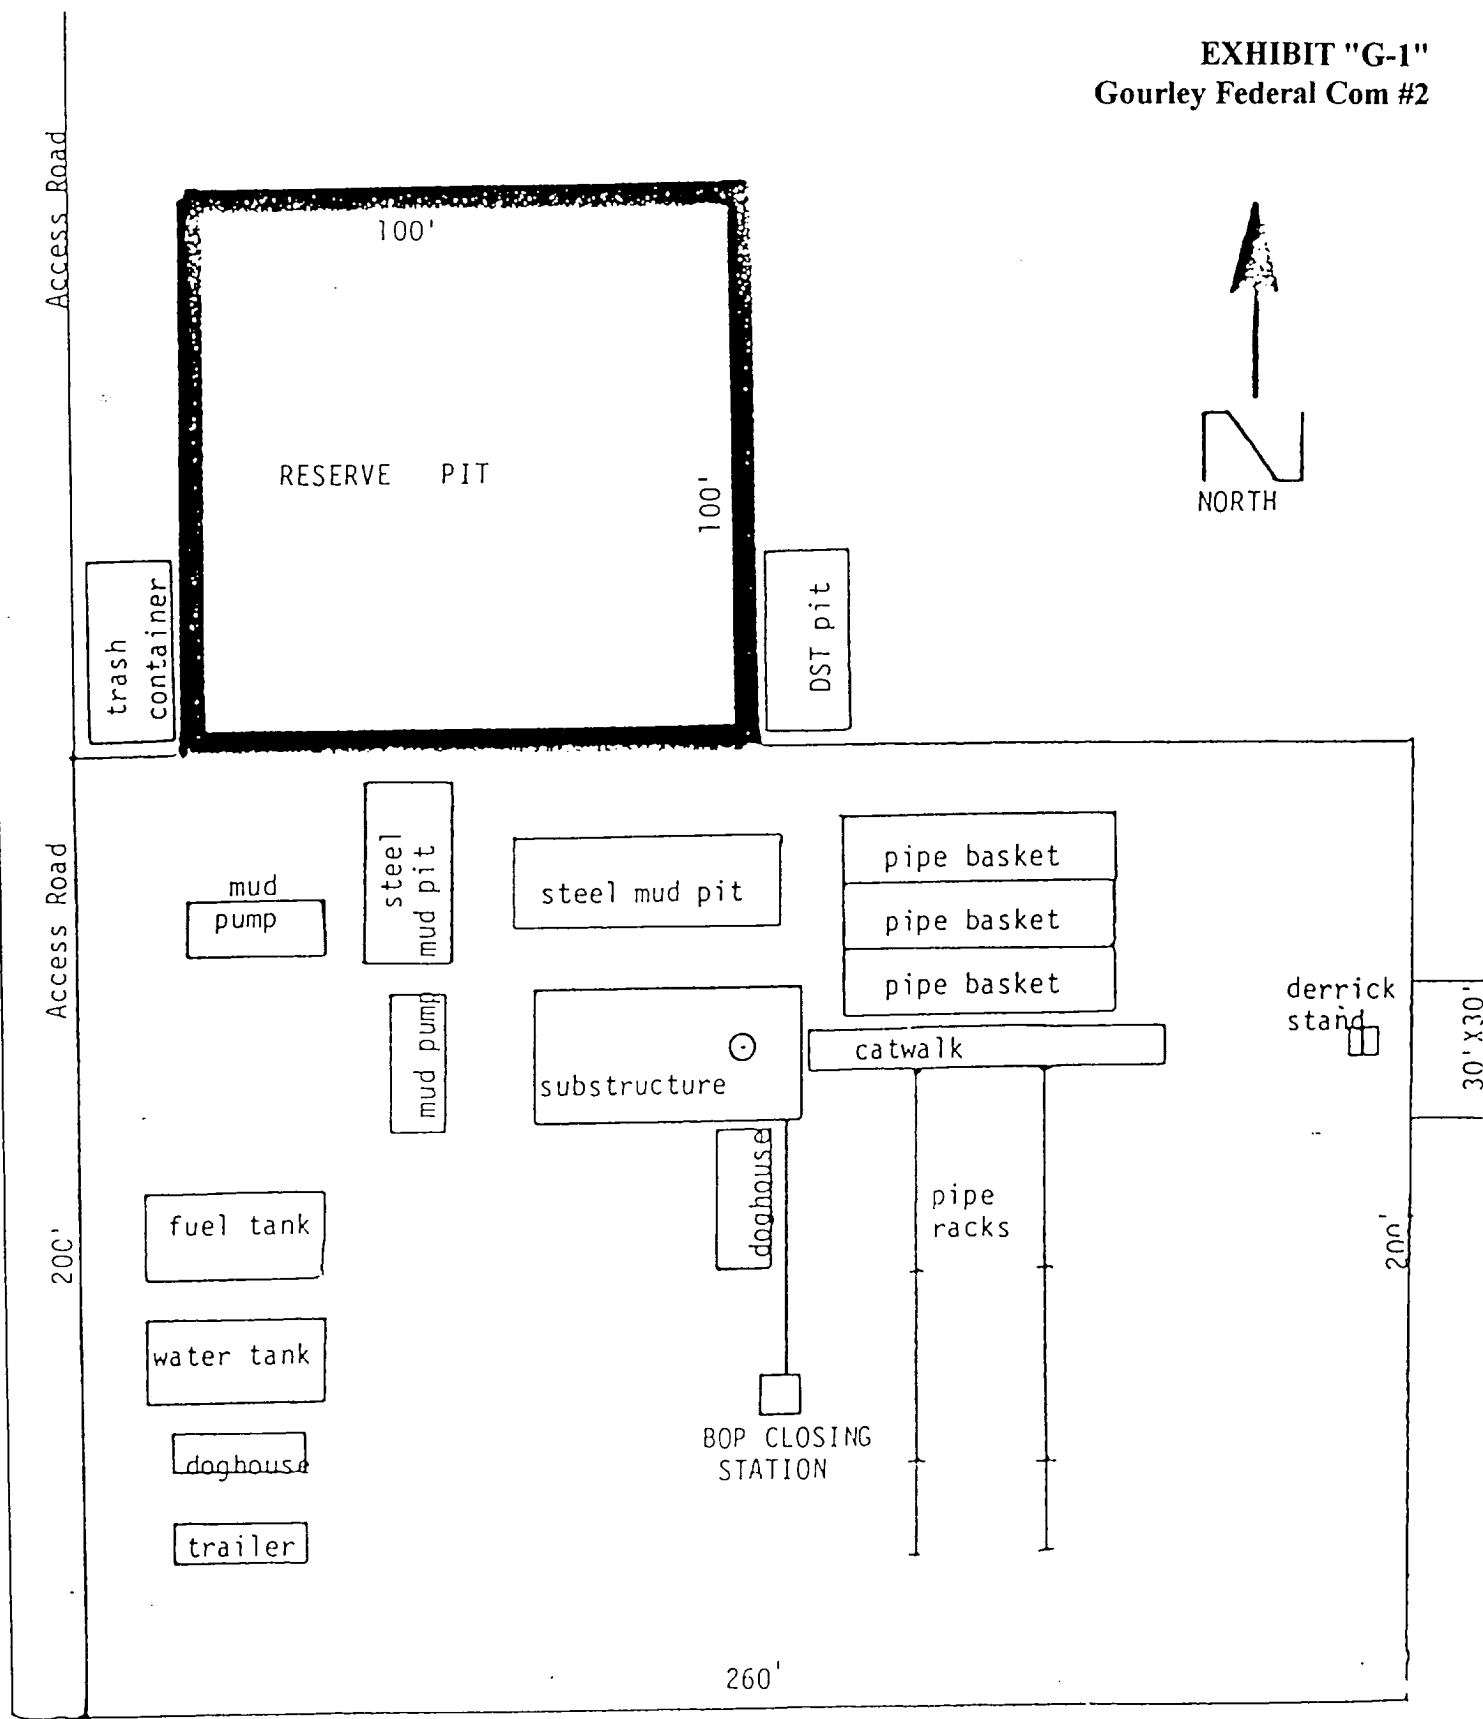 EXHIBIT "G-1"
Gourley Federal Com #2
Access Road
100'
RESERVE PIT
100'
NORTH
trash
container
DST pit
Access Road
mud
pump
steel
mud pit
steel mud pit
pipe basket
pipe basket
pipe basket
mud pump
substructure
catwalk
derrick
stand
30'X30'
doghouse
pipe
racks
fuel tank
200'
200'
water tank
BOP CLOSING
STATION
doghouse
trailer
260'